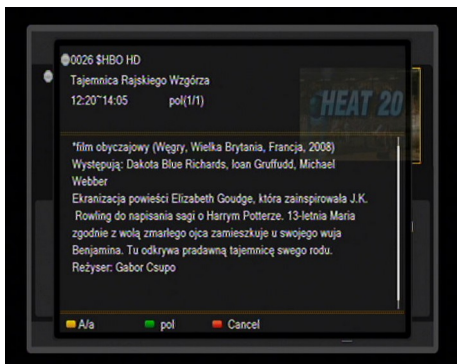 0026 $HBO HD
Tajemnica Rajskiego Wzgórza
12:20~14:05 pol(1/1)
HEAT 20
*film obyczajowy (Węgry, Wielka Brytania, Francja, 2008)
Występują: Dakota Blue Richards, Ioan Gruffudd, Michael
Webber
Ekranizacja powieści Elizabeth Goudge, która zainspirowała J.K.
Rowling do napisania sagi o Harrym Potterze. 13-letnia Maria
zgodnie z wolą zmarłego ojca zamieszkuje u swojego wuja
Benjamina. Tu odkrywa pradawną tajemnicę swego rodu.
Reżyser: Gabor Csupo
A/a pol Cancel